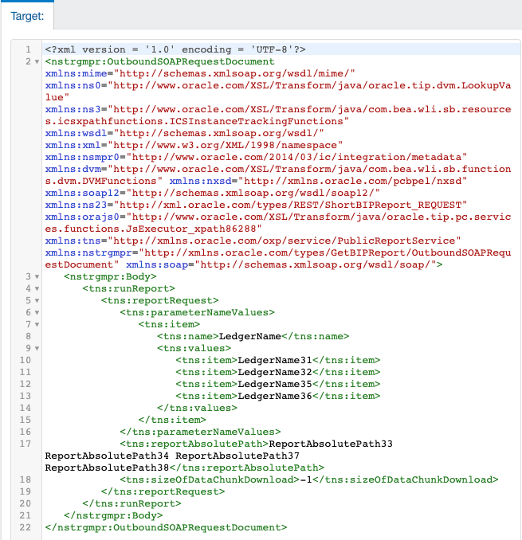 Target:
1 <?xml version = '1.0' encoding = 'UTF-8'?>
2 <nstrgmpr:OutboundSOAPRequestDocument
xmlns:mime="http://schemas.xmlsoap.org/wsdl/mime/"
xmlns:ns0="http://www.oracle.com/XSL/Transform/java/oracle.tip.dvm.LookupVa
lue"
xmlns:ns3="http://www.oracle.com/XSL/Transform/java/com.bea.wli.sb.resource
s.icsxpathfunctions.ICSInstanceTrackingFunctions"
xmlns:wsdl="http://schemas.xmlsoap.org/wsdl/"
xmlns:xml="http://www.w3.org/XML/1998/namespace"
xmlns:nsmpr0="http://www.oracle.com/2014/03/ic/integration/metadata"
xmlns:dvm="http://www.oracle.com/XSL/Transform/java/com.bea.wli.sb.function
s.dvm.DVMFunctions" xmlns:nxsd="http://xmlns.oracle.com/pcbpel/nxsd"
xmlns:soap12="http://schemas.xmlsoap.org/wsdl/soap12/"
xmlns:ns23="http://xml.oracle.com/types/REST/ShortBIPReport_REQUEST"
xmlns:orajs0="http://www.oracle.com/XSL/Transform/java/oracle.tip.pc.servic
es.functions.JsExecutor_xpath86288"
xmlns:tns="http://xmlns.oracle.com/oxp/service/PublicReportService"
xmlns:nstrgmpr="http://xmlns.oracle.com/types/GetBIPReport/OutboundSOAPRequ
estDocument" xmlns:soap="http://schemas.xmlsoap.org/wsdl/soap/">
3 <nstrgmpr:Body>
4 <tns:runReport>
5 <tns:reportRequest>
6 <tns:parameterNameValues>
7 <tns:item>
8 <tns:name>LedgerName</tns:name>
9 <tns:values>
10 <tns:item>LedgerName31</tns:item>
11 <tns:item>LedgerName32</tns:item>
12 <tns:item>LedgerName35</tns:item>
13 <tns:item>LedgerName36</tns:item>
14 </tns:values>
15 </tns:item>
16 </tns:parameterNameValues>
17 <tns:reportAbsolutePath>ReportAbsolutePath33
ReportAbsolutePath34 ReportAbsolutePath37
ReportAbsolutePath38</tns:reportAbsolutePath>
18 <tns:sizeOfDataChunkDownload>-1</tns:sizeOfDataChunkDownload>
19 </tns:reportRequest>
20 </tns:runReport>
21 </nstrgmpr:Body>
22 </nstrgmpr:OutboundSOAPRequestDocument>